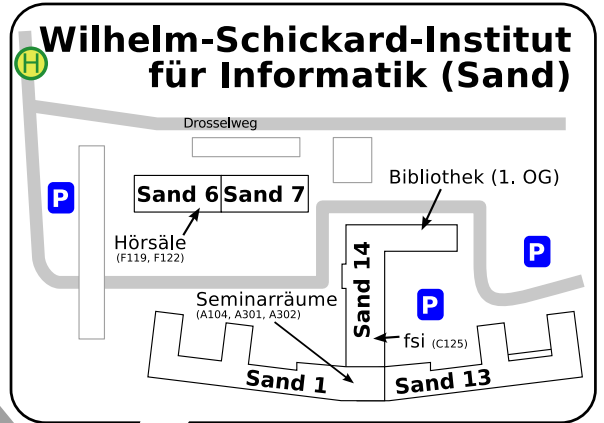 Wilhelm-Schickard-Institut
für Informatik (Sand)
H
Drosselweg
P
Sand 6
Sand 7
Bibliothek (1. OG)
Hörsäle
(F119, F122)
P
Sand 14
Seminarräume
(A104, A301, A302)
P
fsi (C125)
Sand 1
Sand 13